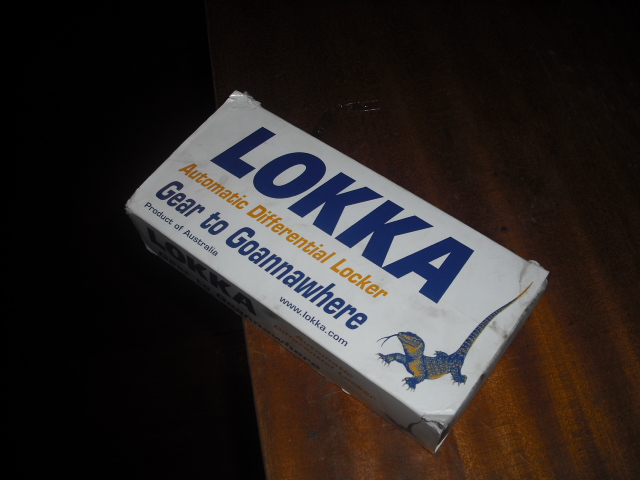 LOKKA
Automatic Differential Locker
Gear to Goannawhere
Product of Australia
www.lokka.com
LOKKA